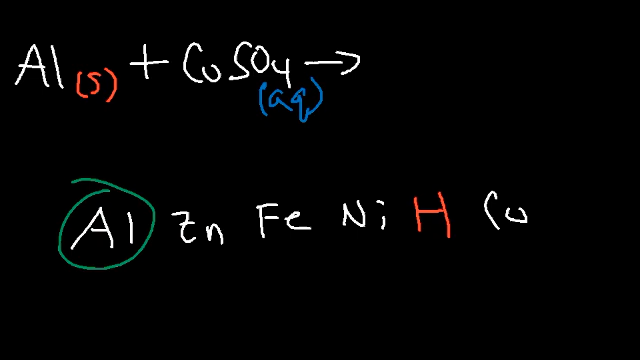 Al(s) + CuSO4 →
(aq)
Al Zn Fe Ni H Cu